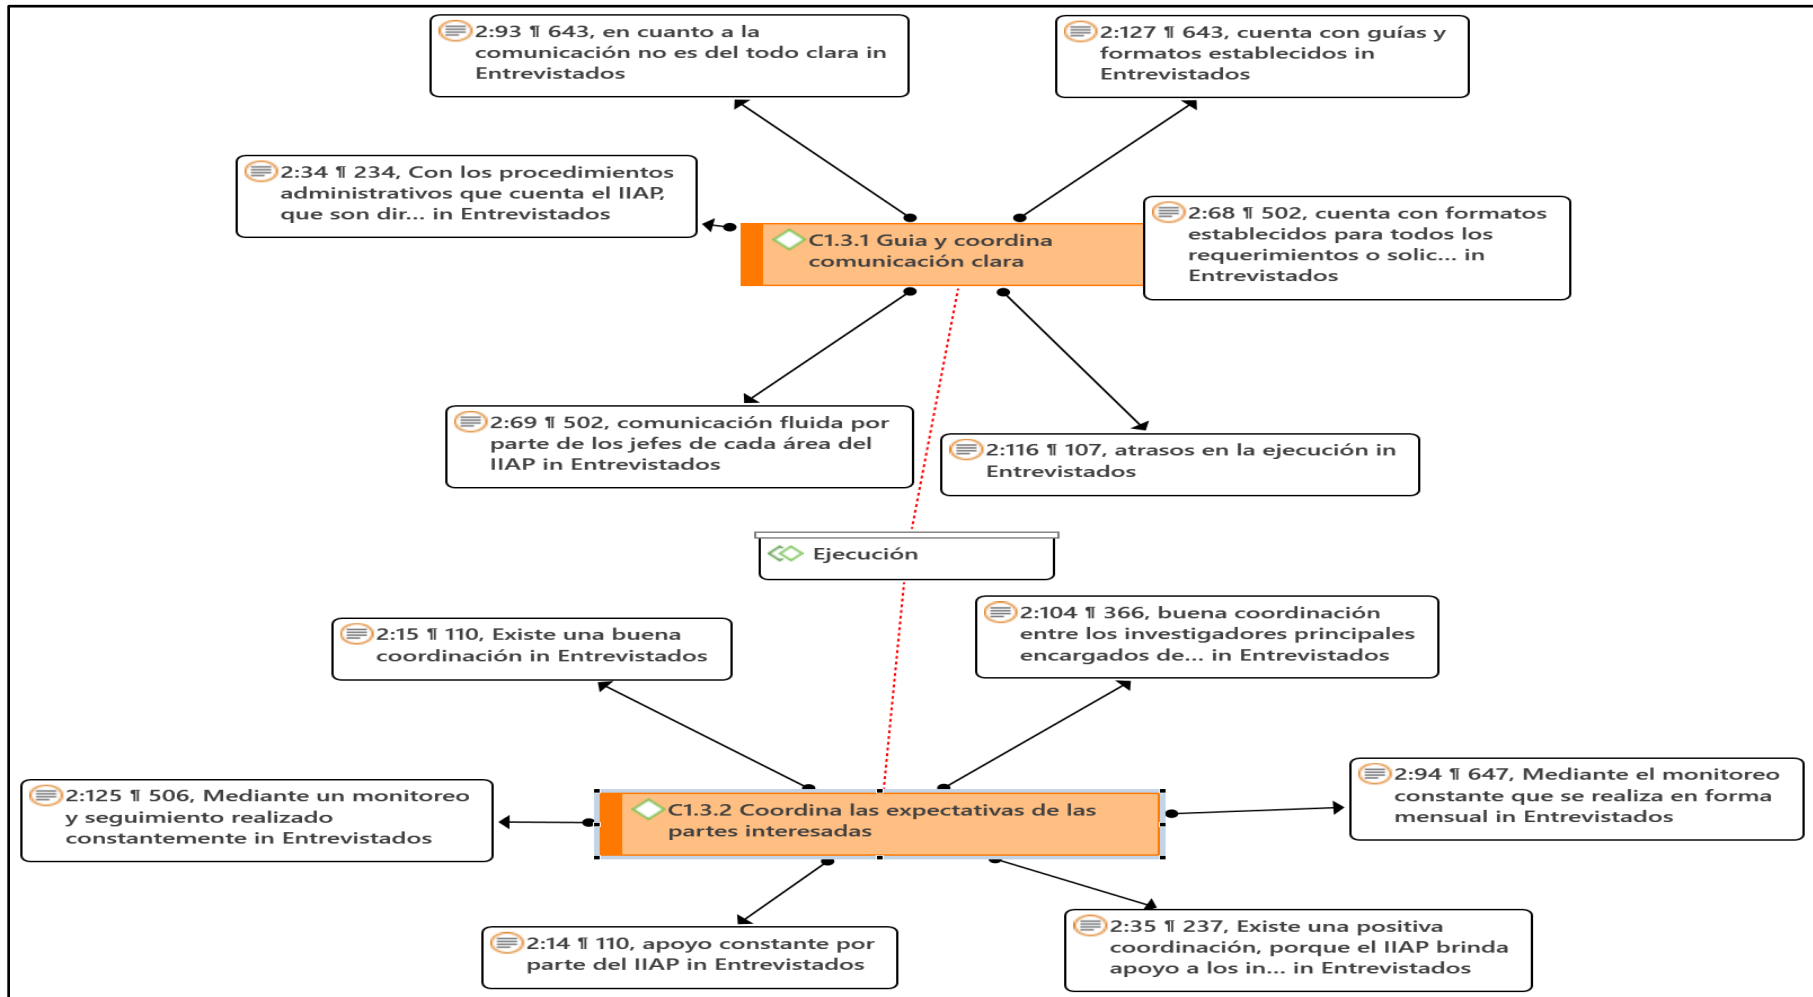 2:93 ¶ 643, en cuanto a la
comunicación no es del todo clara in
Entrevistados
2:127 ¶ 643, cuenta con guías y
formatos establecidos in
Entrevistados
2:34 ¶ 234, Con los procedimientos
administrativos que cuenta el IIAP,
que son dir... in Entrevistados
C1.3.1 Guia y coordina
comunicación clara
2:68 ¶ 502, cuenta con formatos
establecidos para todos los
requerimientos o solic... in
Entrevistados
2:69 ¶ 502, comunicación fluida por
parte de los jefes de cada área del
IIAP in Entrevistados
2:116 ¶ 107, atrasos en la ejecución in
Entrevistados
Ejecución
2:15 ¶ 110, Existe una buena
coordinación in Entrevistados
2:104 ¶ 366, buena coordinación
entre los investigadores principales
encargados de... in Entrevistados
2:125 ¶ 506, Mediante un monitoreo
y seguimiento realizado
constantemente in Entrevistados
C1.3.2 Coordina las expectativas de las
partes interesadas
2:94 ¶ 647, Mediante el monitoreo
constante que se realiza en forma
mensual in Entrevistados
2:14 ¶ 110, apoyo constante por
parte del IIAP in Entrevistados
2:35 ¶ 237, Existe una positiva
coordinación, porque el IIAP brinda
apoyo a los in... in Entrevistados